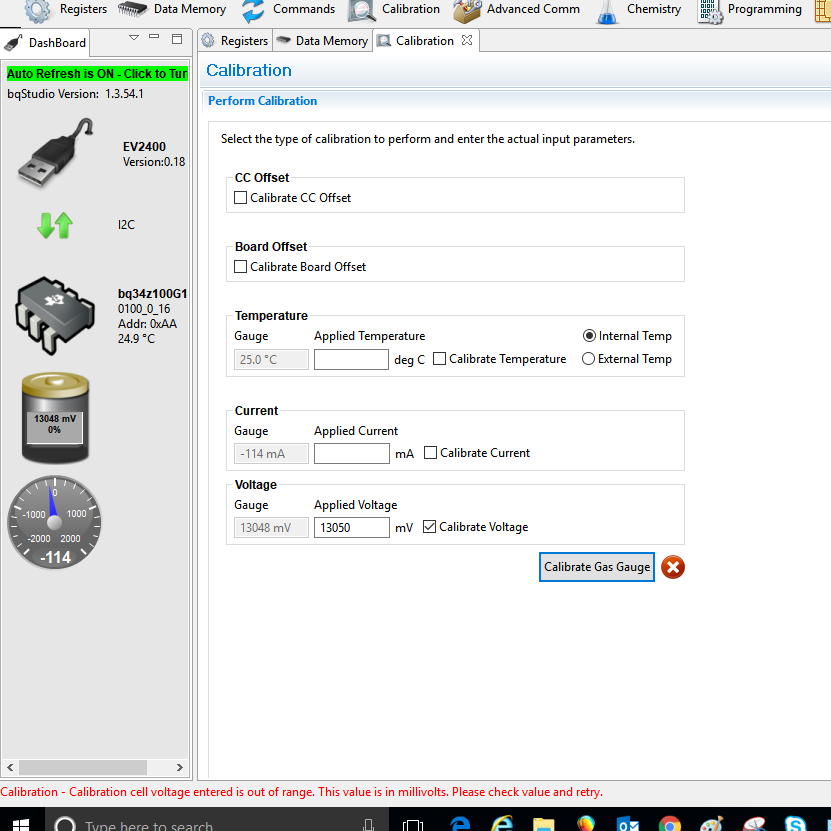 Registers Data Memory Commands Calibration Advanced Comm Chemistry Programming
DashBoard
Registers Data Memory Calibration
Auto Refresh is ON - Click to Tur
bqStudio Version: 1.3.54.1
EV2400
Version:0.18
I2C
bq34z100G1
0100_0_16
Addr: 0xAA
24.9 °C
13048 mV
0%
0
-1000 1000
-2000 2000
-114
Calibration
Perform Calibration
Select the type of calibration to perform and enter the actual input parameters.
CC Offset
Calibrate CC Offset
Board Offset
Calibrate Board Offset
Temperature
Gauge Applied Temperature Internal Temp
25.0 °C deg C Calibrate Temperature External Temp
Current
Gauge Applied Current
-114 mA mA Calibrate Current
Voltage
Gauge Applied Voltage
13048 mV 13050 mV Calibrate Voltage
Calibrate Gas Gauge
Calibration - Calibration cell voltage entered is out of range. This value is in millivolts. Please check value and retry.
Type here to search